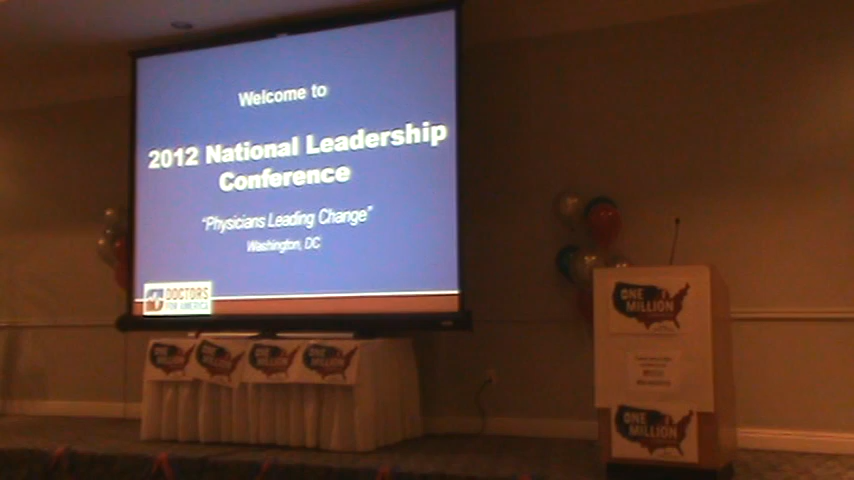 Welcome to
2012 National Leadership
Conference
"Physicians Leading Change"
Washington, DC
DOCTORS
FOR AMERICA
ONE
MILLION
ONE
MILLION
ONE
MILLION
ONE
MILLION
ONE
MILLION
ONE
MILLION